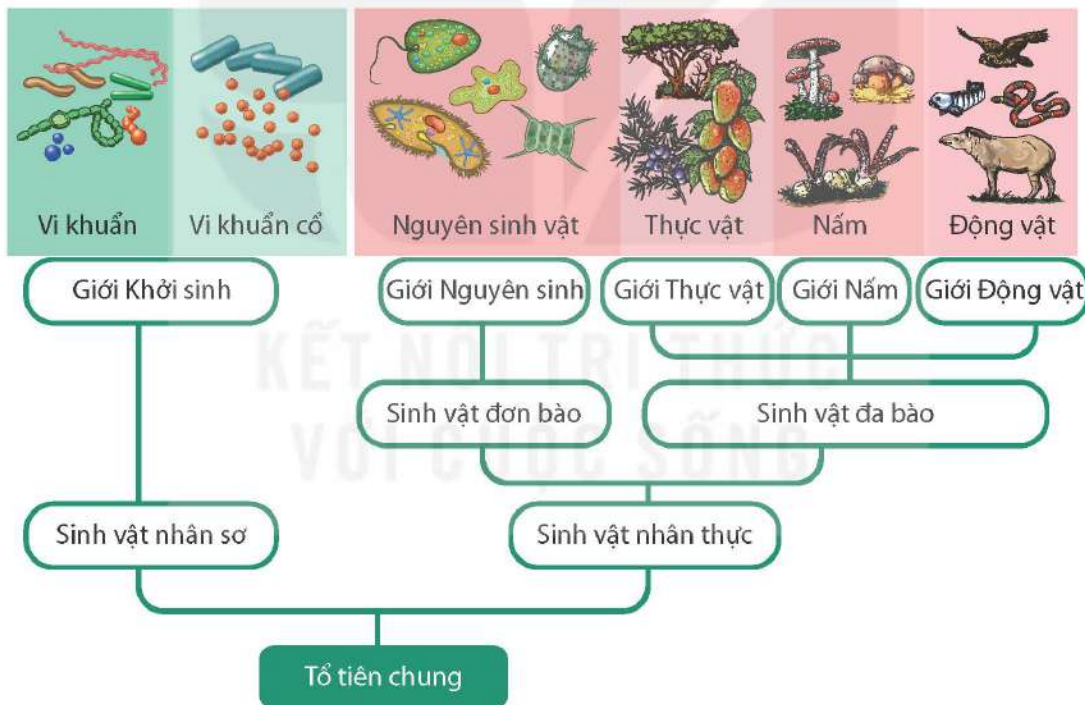 Vi khuẩn
Vi khuẩn cổ
Nguyên sinh vật
Thực vật
Nấm
Động vật
Giới Khởi sinh
Giới Nguyên sinh
Giới Thực vật
Giới Nấm
Giới Động vật
KẾT NỐI TRI THỨC
Sinh vật đơn bào
Sinh vật đa bào
VỚI CUỘC SỐNG
Sinh vật nhân sơ
Sinh vật nhân thực
Tổ tiên chung